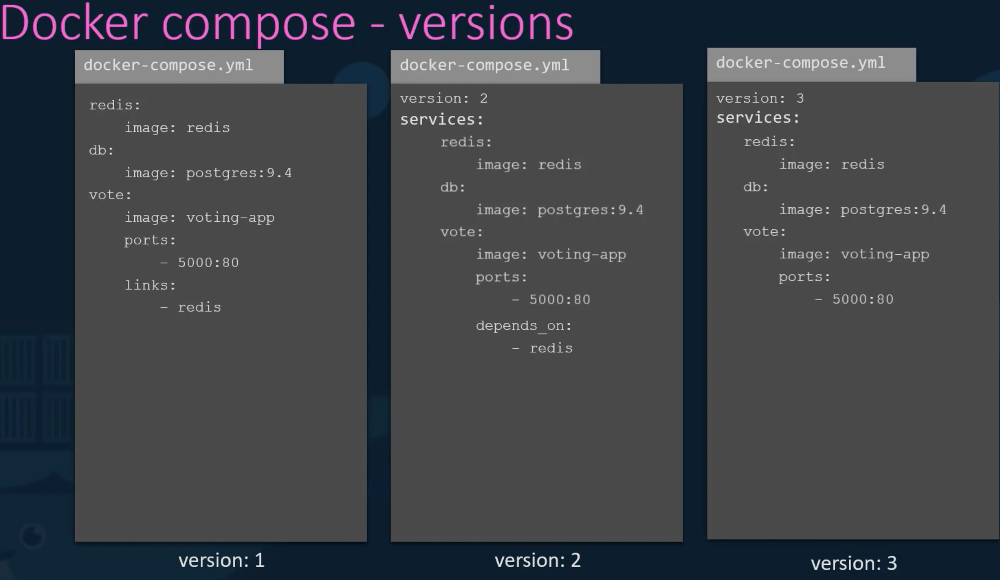 Docker compose - versions
docker-compose.yml
redis:
image: redis
db:
image: postgres:9.4
vote:
image: voting-app
ports:
- 5000:80
links:
- redis
version: 1
docker-compose.yml
version: 2
services:
redis:
image: redis
db:
image: postgres:9.4
vote:
image: voting-app
ports:
- 5000:80
depends_on:
- redis
version: 2
docker-compose.yml
version: 3
services:
redis:
image: redis
db:
image: postgres:9.4
vote:
image: voting-app
ports:
- 5000:80
version: 3